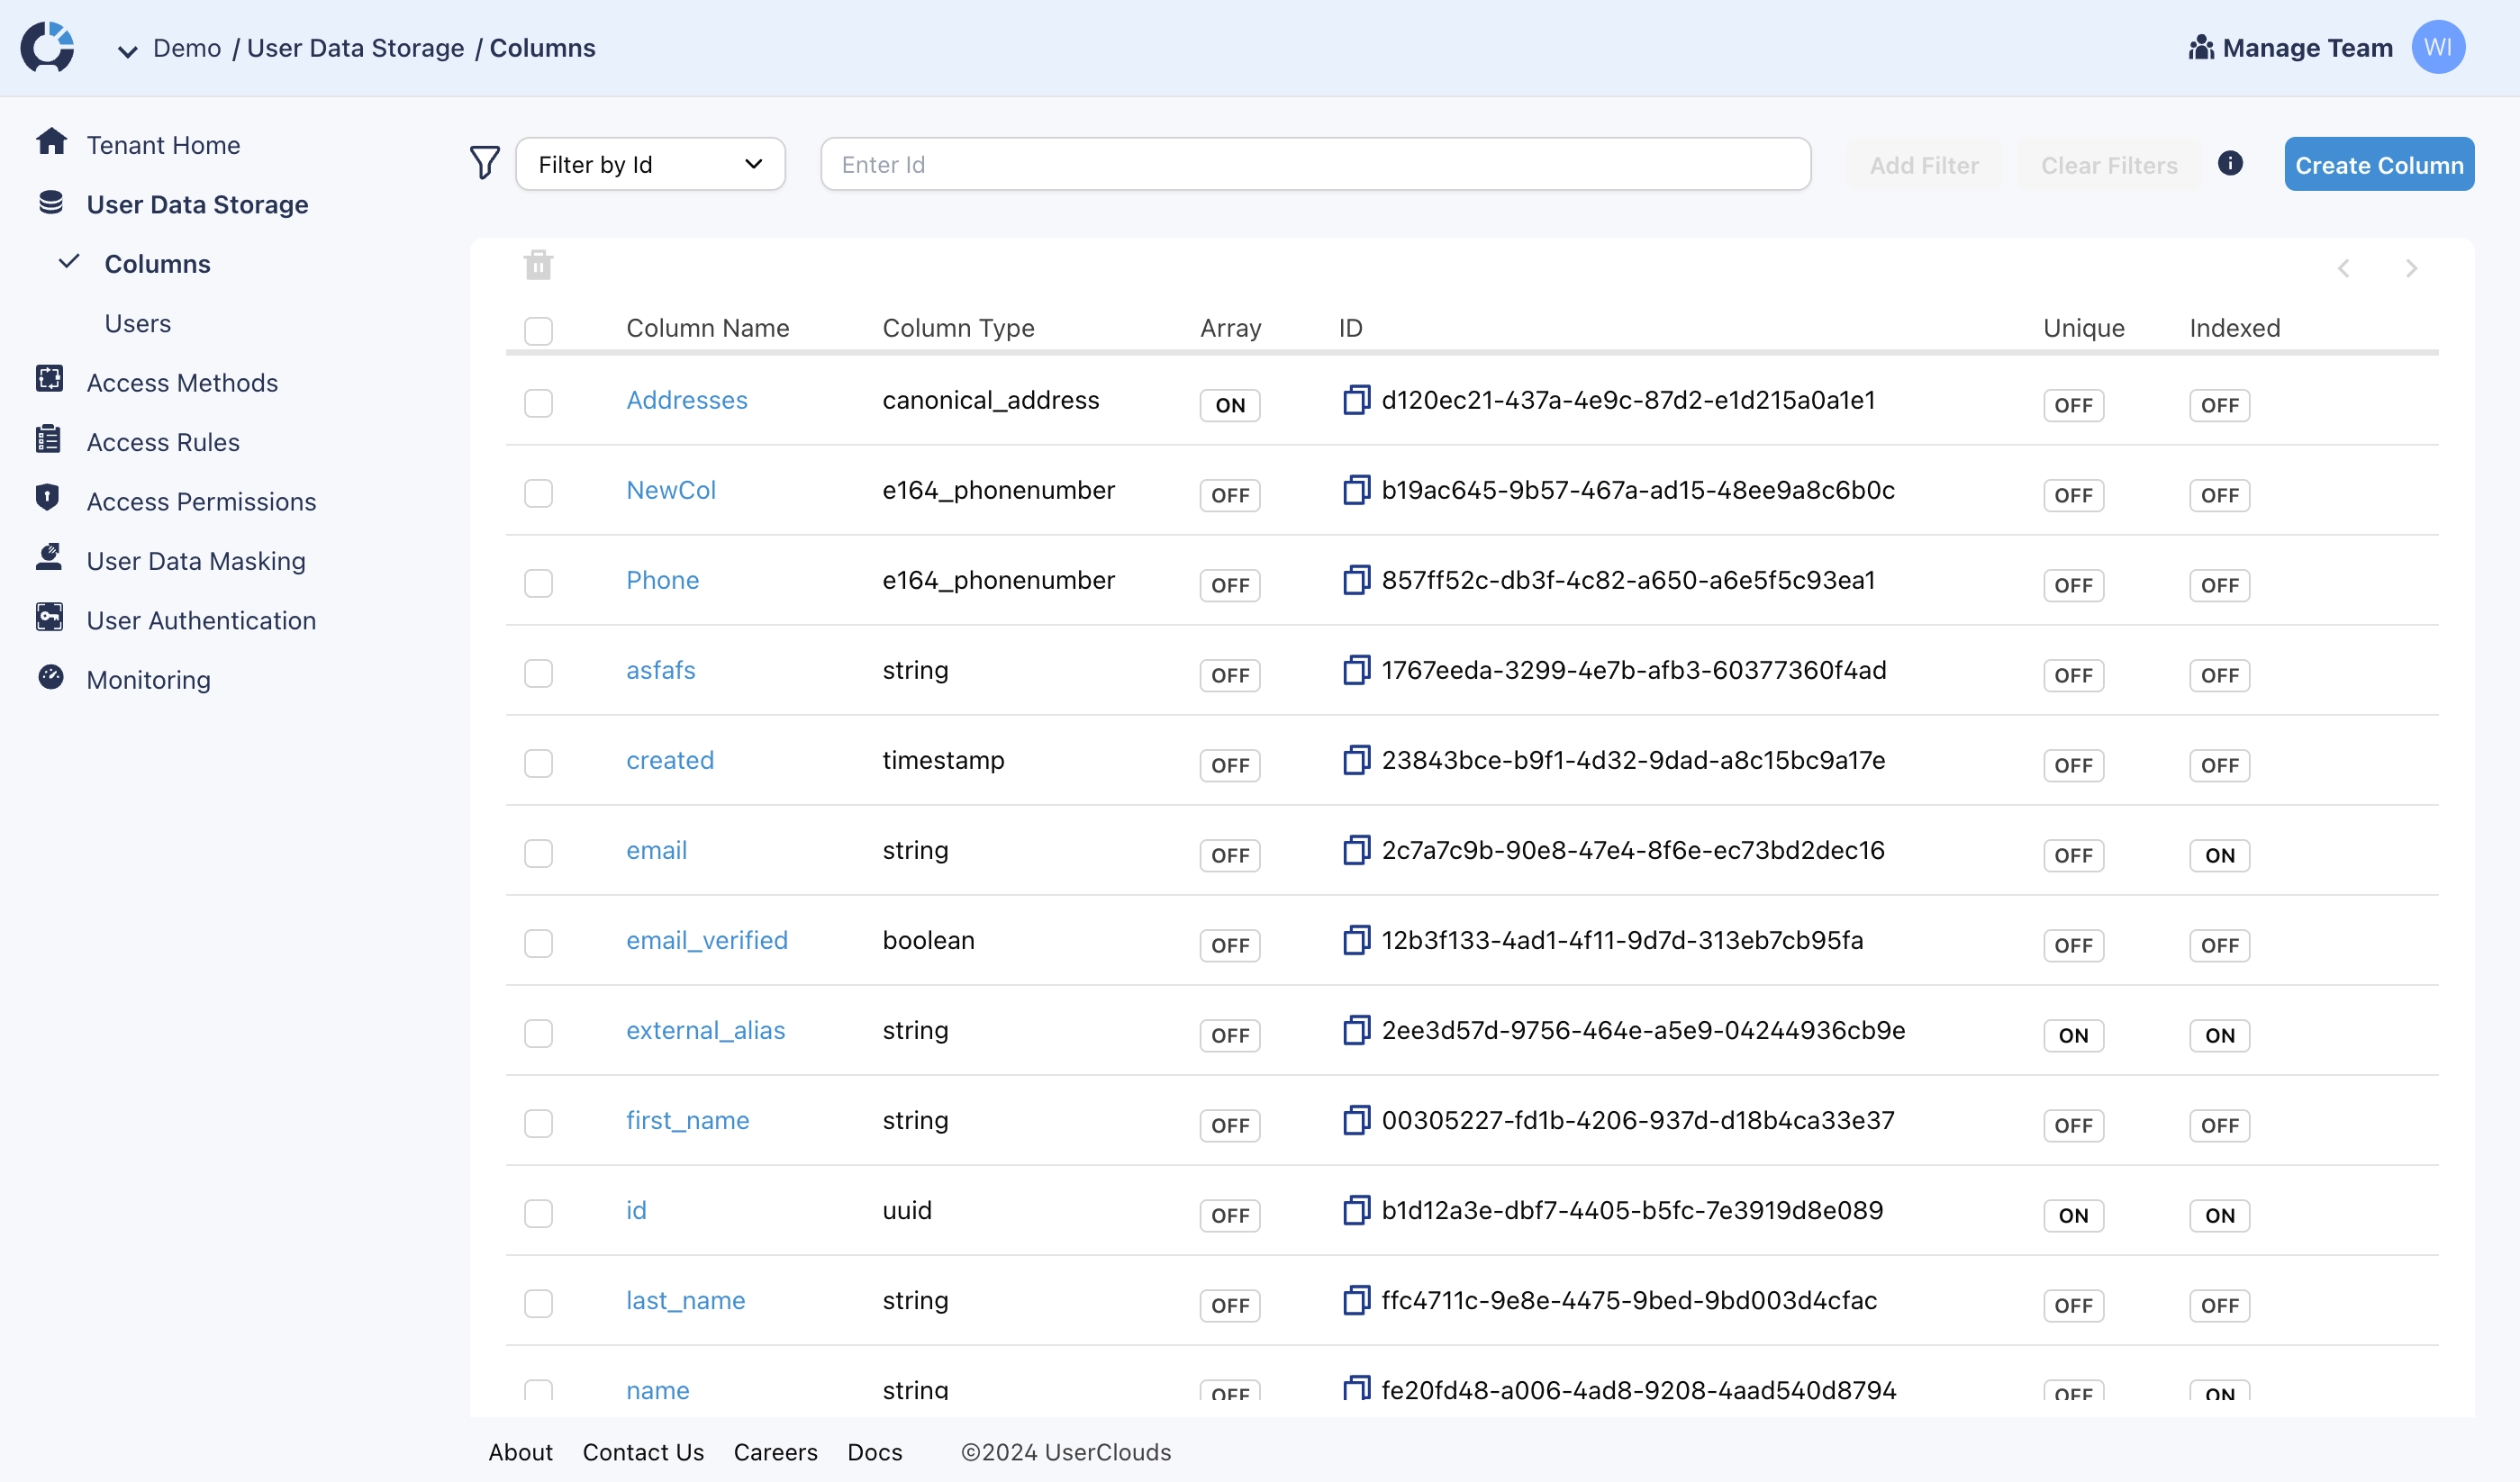 Demo / User Data Storage / Columns
Manage Team WI
Tenant Home
User Data Storage
Columns
Users
Access Methods
Access Rules
Access Permissions
User Data Masking
User Authentication
Monitoring
Filter by Id Enter Id Add Filter Clear Filters Create Column
Column Name Column Type Array ID Unique Indexed
Addresses canonical_address ON d120ec21-437a-4e9c-87d2-e1d215a0a1e1 OFF OFF
NewCol e164_phonenumber OFF b19ac645-9b57-467a-ad15-48ee9a8c6b0c OFF OFF
Phone e164_phonenumber OFF 857ff52c-db3f-4c82-a650-a6e5f5c93ea1 OFF OFF
asfafs string OFF 1767eeda-3299-4e7b-afb3-60377360f4ad OFF OFF
created timestamp OFF 23843bce-b9f1-4d32-9dad-a8c15bc9a17e OFF OFF
email string OFF 2c7a7c9b-90e8-47e4-8f6e-ec73bd2dec16 OFF ON
email_verified boolean OFF 12b3f133-4ad1-4f11-9d7d-313eb7cb95fa OFF OFF
external_alias string OFF 2ee3d57d-9756-464e-a5e9-04244936cb9e ON ON
first_name string OFF 00305227-fd1b-4206-937d-d18b4ca33e37 OFF OFF
id uuid OFF b1d12a3e-dbf7-4405-b5fc-7e3919d8e089 ON ON
last_name string OFF ffc4711c-9e8e-4475-9bed-9bd003d4cfac OFF OFF
name string OFF fe20fd48-a006-4ad8-9208-4aad540d8794 OFF ON
About Contact Us Careers Docs ©2024 UserClouds